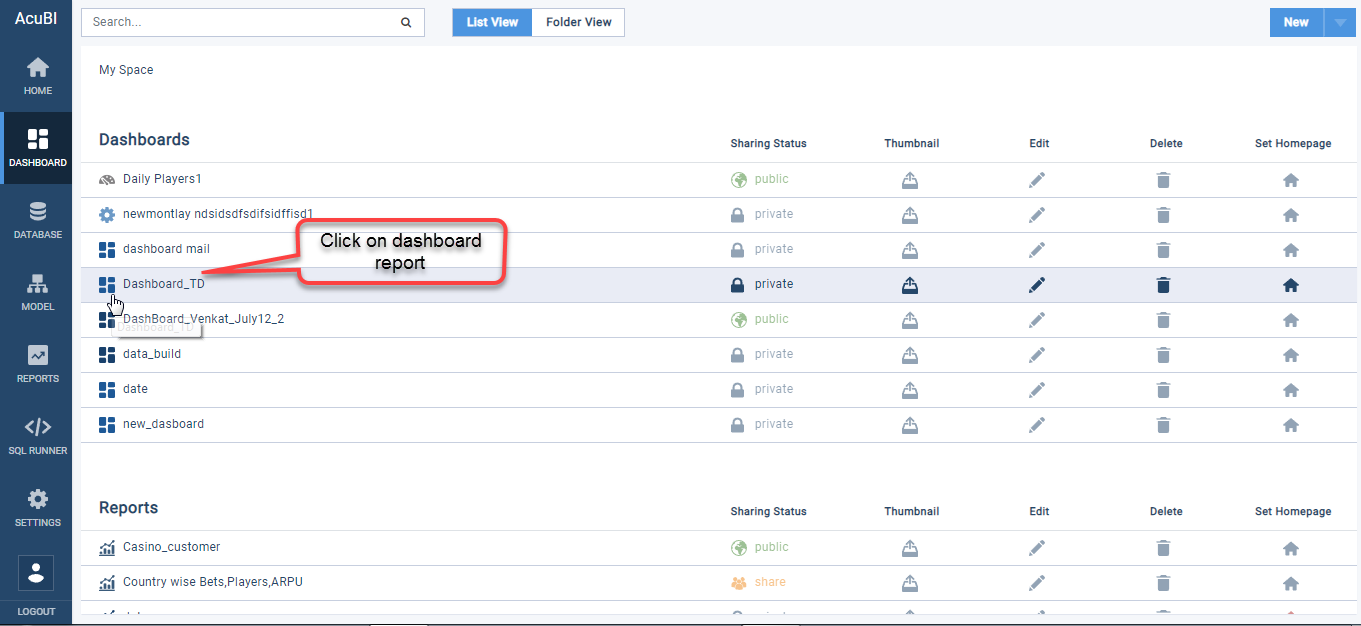 AcuBI
Search...
List View
Folder View
New
HOME
DASHBOARD
DATABASE
MODEL
REPORTS
SQL RUNNER
SETTINGS
LOGOUT
My Space
Dashboards Sharing Status Thumbnail Edit Delete Set Homepage
Daily Players1 public
newmontlay ndsidsdfsdifsidffisd1 private
dashboard mail private
Click on dashboard
report
Dashboard_TD private
DashBoard_Venkat_July12_2 public
Dashboard_TD
data_build private
date private
new_dasboard private
Reports Sharing Status Thumbnail Edit Delete Set Homepage
Casino_customer public
Country wise Bets,Players,ARPU share